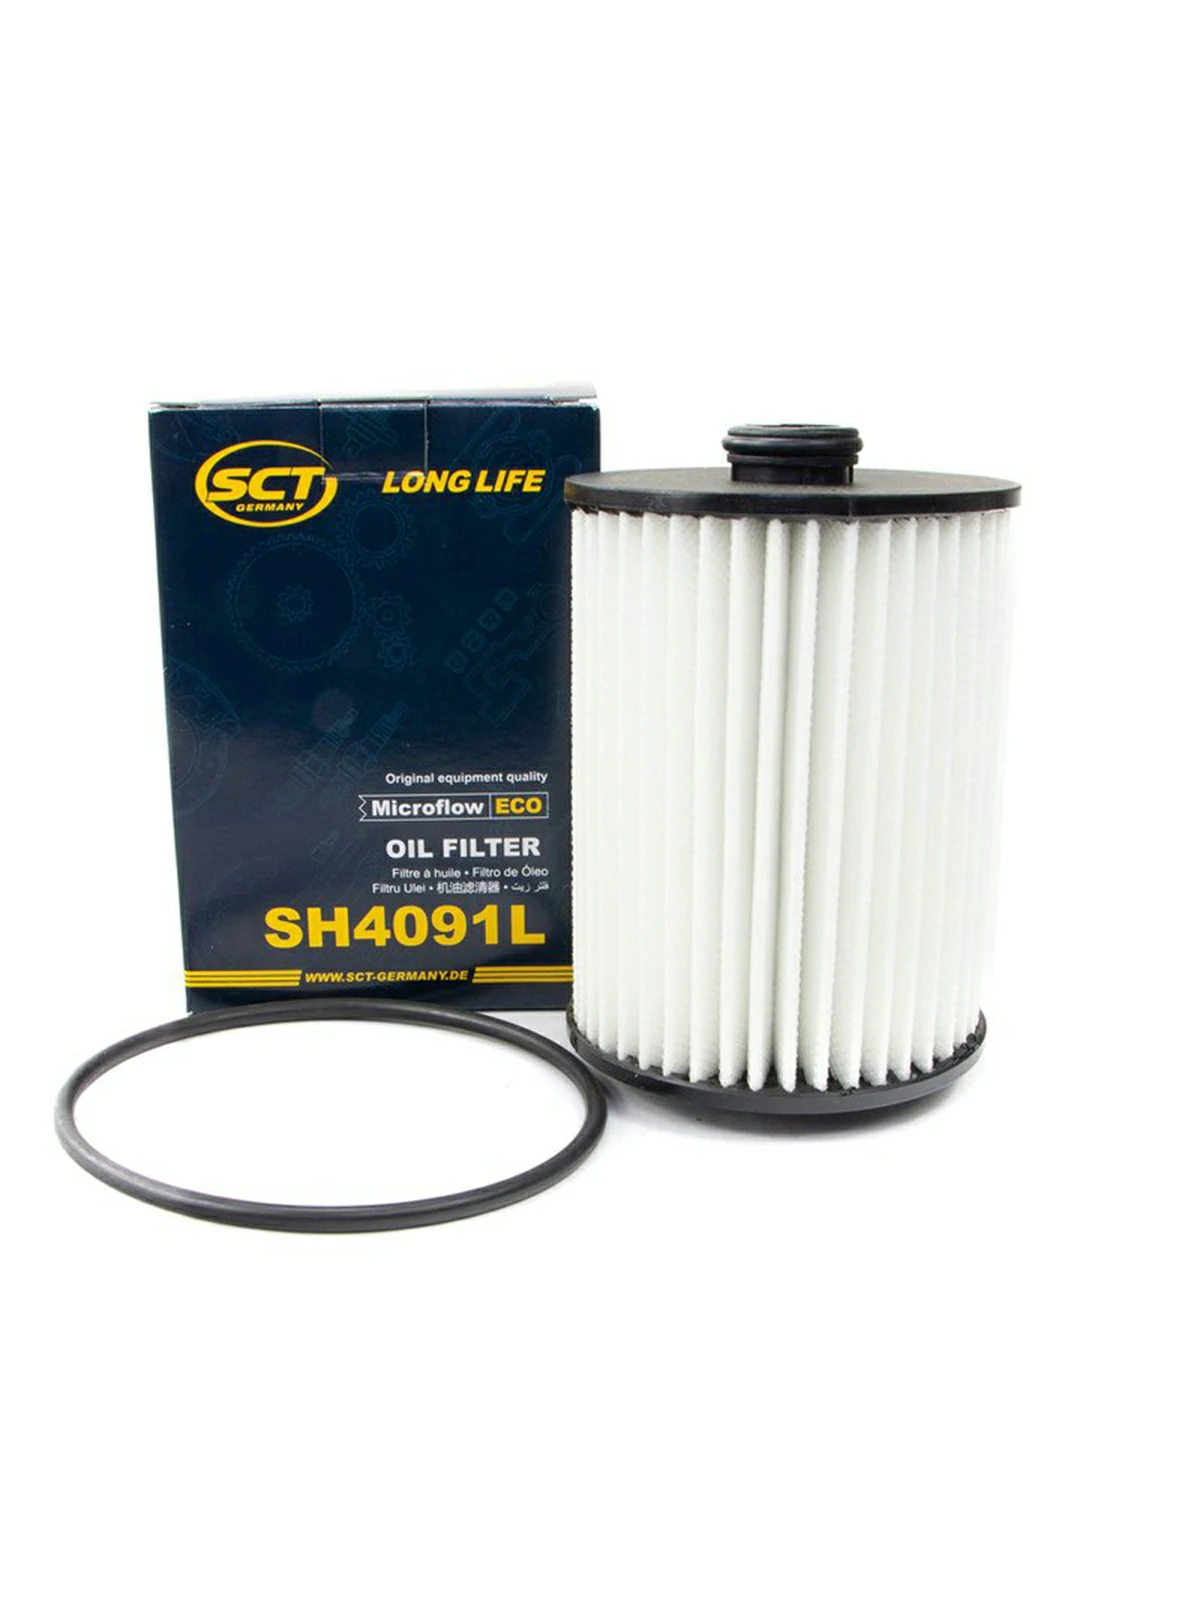 SCT
GERMANY
LONG LIFE
Original equipment quality
Microflow ECO
OIL FILTER
Filtre à huile • Filtro de Óleo
Filtru Ulei • 机油滤清器 • فلتر زيت
SH4091L
WWW.SCT-GERMANY.DE